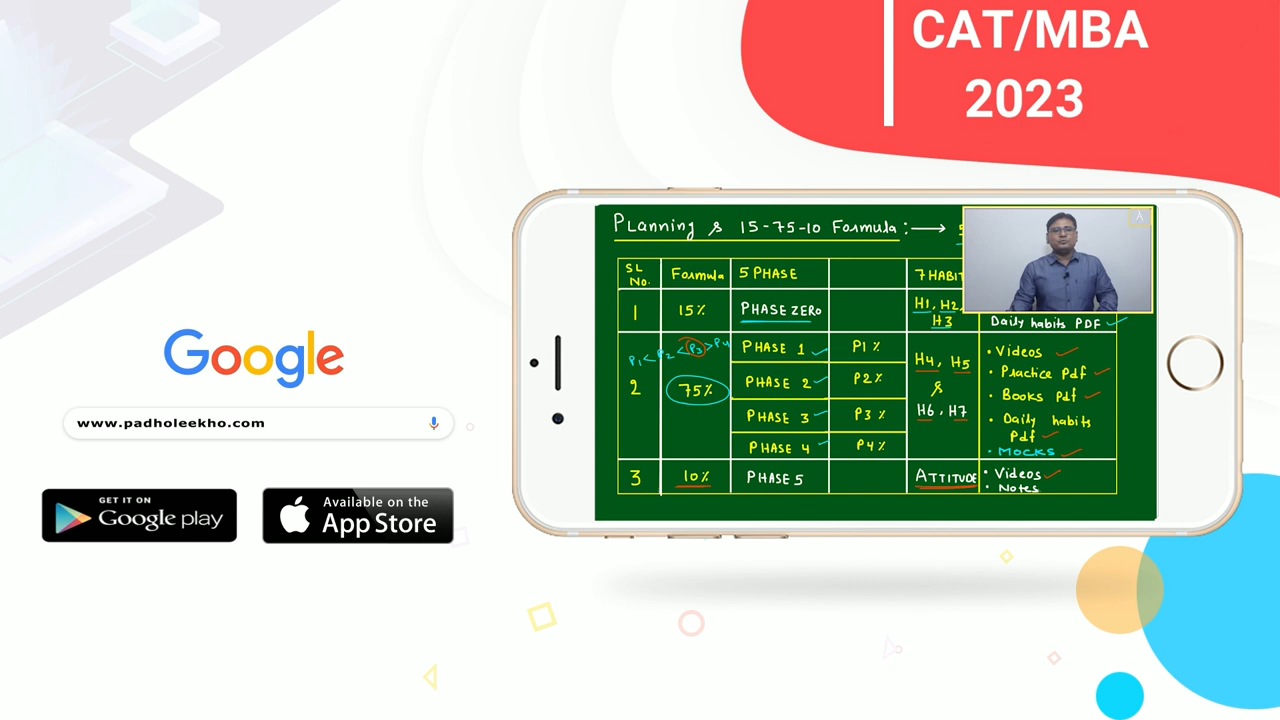 CAT/MBA
2023
Google
www.padholeekho.com
GET IT ON
Google play
Available on the
App Store
Planning & 15-75-10 Formula :→
SL No. Formula 5 PHASE 7 HABIT
1 15% PHASE ZERO H1, H2, H3
Daily habits PDF
P1 < P2 < P3 > P4
2 75%
PHASE 1 P1 %
PHASE 2 P2 %
PHASE 3 P3 %
PHASE 4 P4 %
H4, H5
&
H6, H7
• Videos
• Practice Pdf
• Books Pdf
• Daily habits
Pdf
• MOCKS
3 10% PHASE 5 ATTITUDE • Videos
• Notes